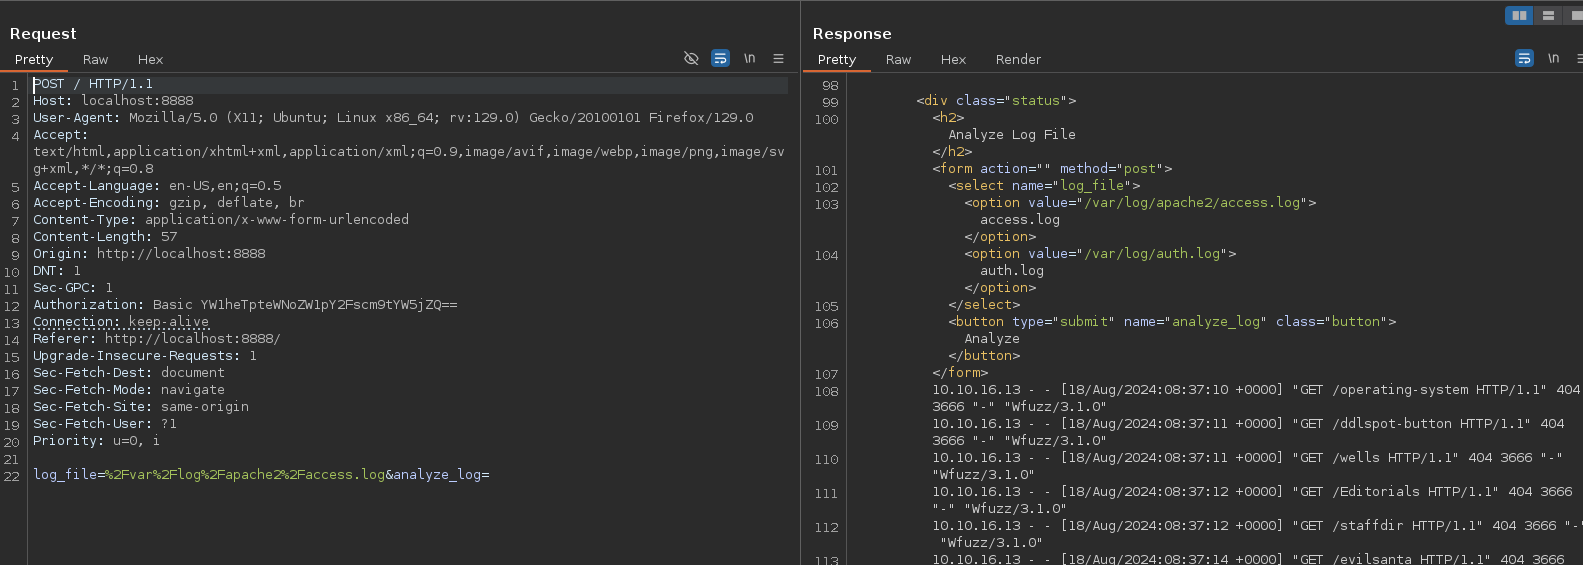 Request
Pretty Raw Hex \n
1 POST / HTTP/1.1
2 Host: localhost:8888
3 User-Agent: Mozilla/5.0 (X11; Ubuntu; Linux x86_64; rv:129.0) Gecko/20100101 Firefox/129.0
4 Accept:
text/html,application/xhtml+xml,application/xml;q=0.9,image/avif,image/webp,image/png,image/sv
g+xml,*/*;q=0.8
5 Accept-Language: en-US,en;q=0.5
6 Accept-Encoding: gzip, deflate, br
7 Content-Type: application/x-www-form-urlencoded
8 Content-Length: 57
9 Origin: http://localhost:8888
10 DNT: 1
11 Sec-GPC: 1
12 Authorization: Basic YW1heTpteWNoZW1pY2Fscm9tYW5jZQ==
13 Connection: keep-alive
14 Referer: http://localhost:8888/
15 Upgrade-Insecure-Requests: 1
16 Sec-Fetch-Dest: document
17 Sec-Fetch-Mode: navigate
18 Sec-Fetch-Site: same-origin
19 Sec-Fetch-User: ?1
20 Priority: u=0, i
21
22 log_file=%2Fvar%2Flog%2Fapache2%2Faccess.log&analyze_log=
Response
Pretty Raw Hex Render \n
98
99 <div class="status">
100 <h2>
Analyze Log File
</h2>
101 <form action="" method="post">
102 <select name="log_file">
103 <option value="/var/log/apache2/access.log">
access.log
</option>
104 <option value="/var/log/auth.log">
auth.log
</option>
105 </select>
106 <button type="submit" name="analyze_log" class="button">
Analyze
</button>
107 </form>
108 10.10.16.13 - - [18/Aug/2024:08:37:10 +0000] "GET /operating-system HTTP/1.1" 404
3666 "-" "Wfuzz/3.1.0"
109 10.10.16.13 - - [18/Aug/2024:08:37:11 +0000] "GET /ddlspot-button HTTP/1.1" 404
3666 "-" "Wfuzz/3.1.0"
110 10.10.16.13 - - [18/Aug/2024:08:37:11 +0000] "GET /wells HTTP/1.1" 404 3666 "-"
"Wfuzz/3.1.0"
111 10.10.16.13 - - [18/Aug/2024:08:37:12 +0000] "GET /Editorials HTTP/1.1" 404 3666
"-" "Wfuzz/3.1.0"
112 10.10.16.13 - - [18/Aug/2024:08:37:12 +0000] "GET /staffdir HTTP/1.1" 404 3666 "-"
"Wfuzz/3.1.0"
113 10.10.16.13 - - [18/Aug/2024:08:37:14 +0000] "GET /evilsanta HTTP/1.1" 404 3666